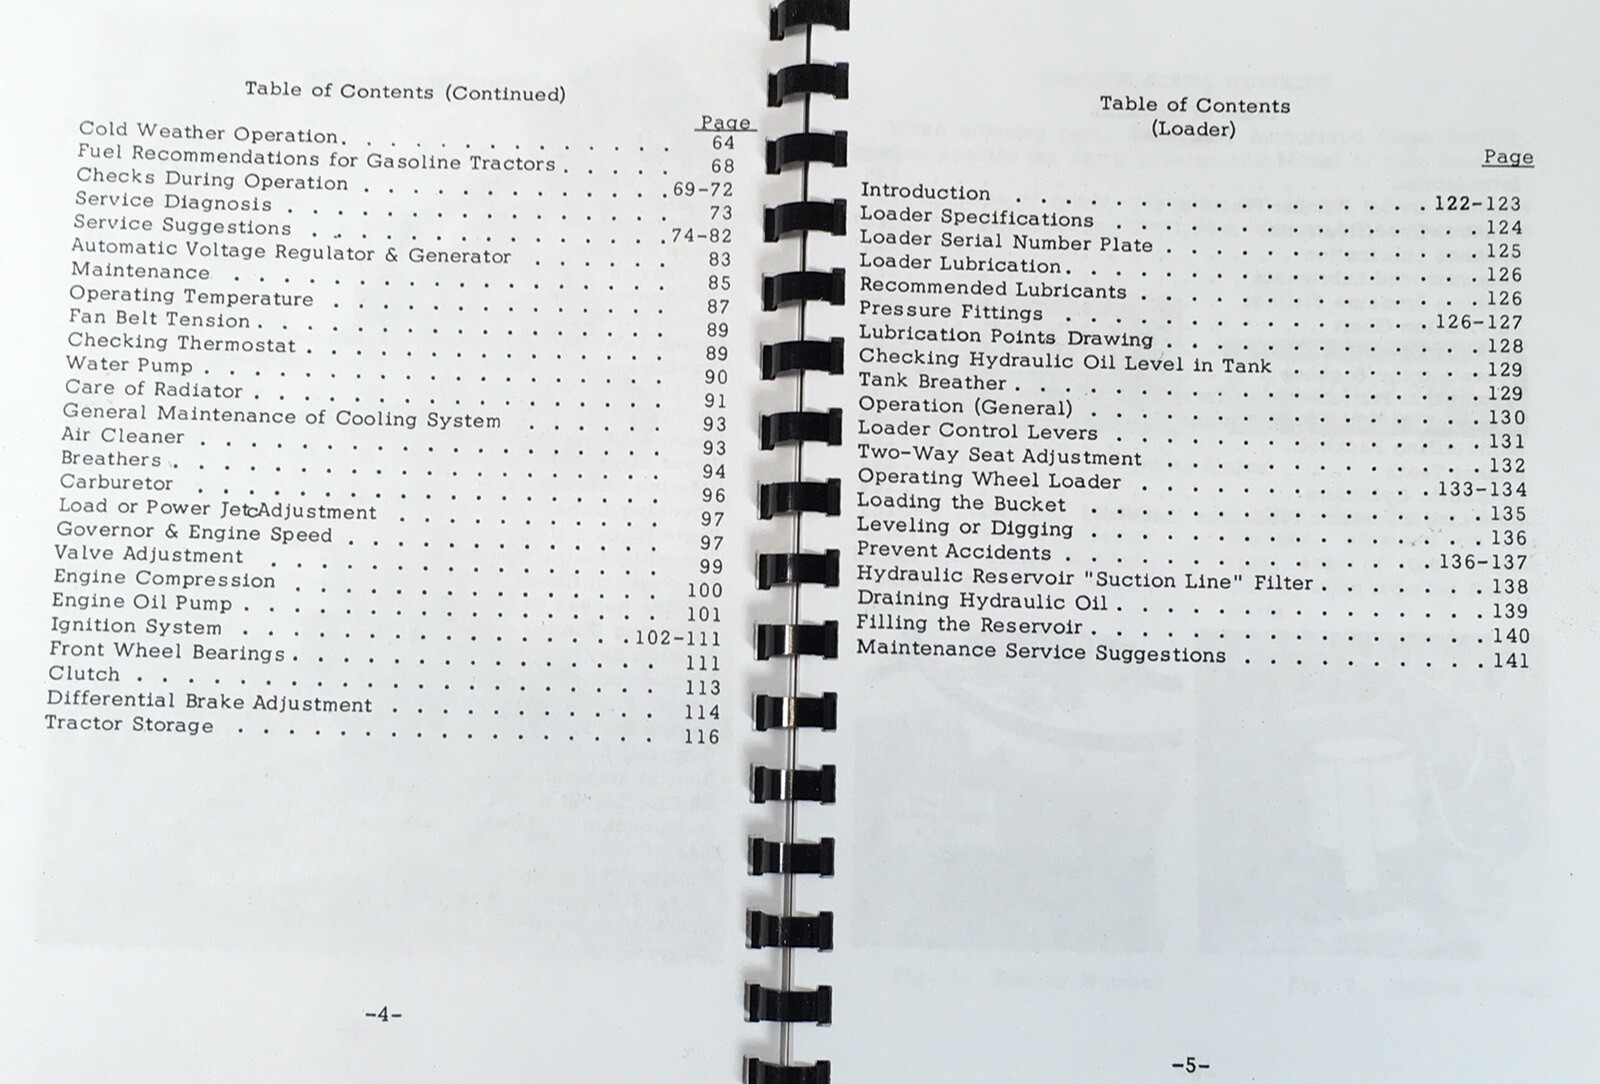 Table of Contents (Continued)
Page
Cold Weather Operation. . . . . . . . . . . . . . 64
Fuel Recommendations for Gasoline Tractors . . . . . 68
Checks During Operation . . . . . . . . . . . . .69-72
Service Diagnosis . . . . . . . . . . . . . . . . 73
Service Suggestions . . . . . . . . . . . . . . .74-82
Automatic Voltage Regulator & Generator . . . . . . 83
Maintenance . . . . . . . . . . . . . . . . . . 85
Operating Temperature . . . . . . . . . . . . . . 87
Fan Belt Tension . . . . . . . . . . . . . . . . . 89
Checking Thermostat . . . . . . . . . . . . . . . 89
Water Pump . . . . . . . . . . . . . . . . . . . 90
Care of Radiator . . . . . . . . . . . . . . . . . 91
General Maintenance of Cooling System . . . . . . 93
Air Cleaner . . . . . . . . . . . . . . . . . . . 93
Breathers . . . . . . . . . . . . . . . . . . . . 94
Carburetor . . . . . . . . . . . . . . . . . . . 96
Load or Power JetcAdjustment . . . . . . . . . . . 97
Governor & Engine Speed . . . . . . . . . . . . . 97
Valve Adjustment . . . . . . . . . . . . . . . . 99
Engine Compression . . . . . . . . . . . . . . . 100
Engine Oil Pump . . . . . . . . . . . . . . . . . 101
Ignition System . . . . . . . . . . . . . . . .102-111
Front Wheel Bearings . . . . . . . . . . . . . . . 111
Clutch . . . . . . . . . . . . . . . . . . . . . 113
Differential Brake Adjustment . . . . . . . . . . . 114
Tractor Storage . . . . . . . . . . . . . . . . . 116
-4-
Table of Contents
(Loader)
Page
Introduction . . . . . . . . . . . . . . . . . 122-123
Loader Specifications . . . . . . . . . . . . . . 124
Loader Serial Number Plate . . . . . . . . . . . . 125
Loader Lubrication . . . . . . . . . . . . . . . . 126
Recommended Lubricants . . . . . . . . . . . . . . 126
Pressure Fittings . . . . . . . . . . . . . . . 126-127
Lubrication Points Drawing . . . . . . . . . . . . 128
Checking Hydraulic Oil Level in Tank . . . . . . . . 129
Tank Breather . . . . . . . . . . . . . . . . . . 129
Operation (General) . . . . . . . . . . . . . . . 130
Loader Control Levers . . . . . . . . . . . . . . 131
Two-Way Seat Adjustment . . . . . . . . . . . . . 132
Operating Wheel Loader . . . . . . . . . . . . 133-134
Loading the Bucket . . . . . . . . . . . . . . . 135
Leveling or Digging . . . . . . . . . . . . . . . 136
Prevent Accidents . . . . . . . . . . . . . . . 136-137
Hydraulic Reservoir "Suction Line" Filter . . . . . . . 138
Draining Hydraulic Oil . . . . . . . . . . . . . . 139
Filling the Reservoir . . . . . . . . . . . . . . . 140
Maintenance Service Suggestions . . . . . . . . . . 141
-5-